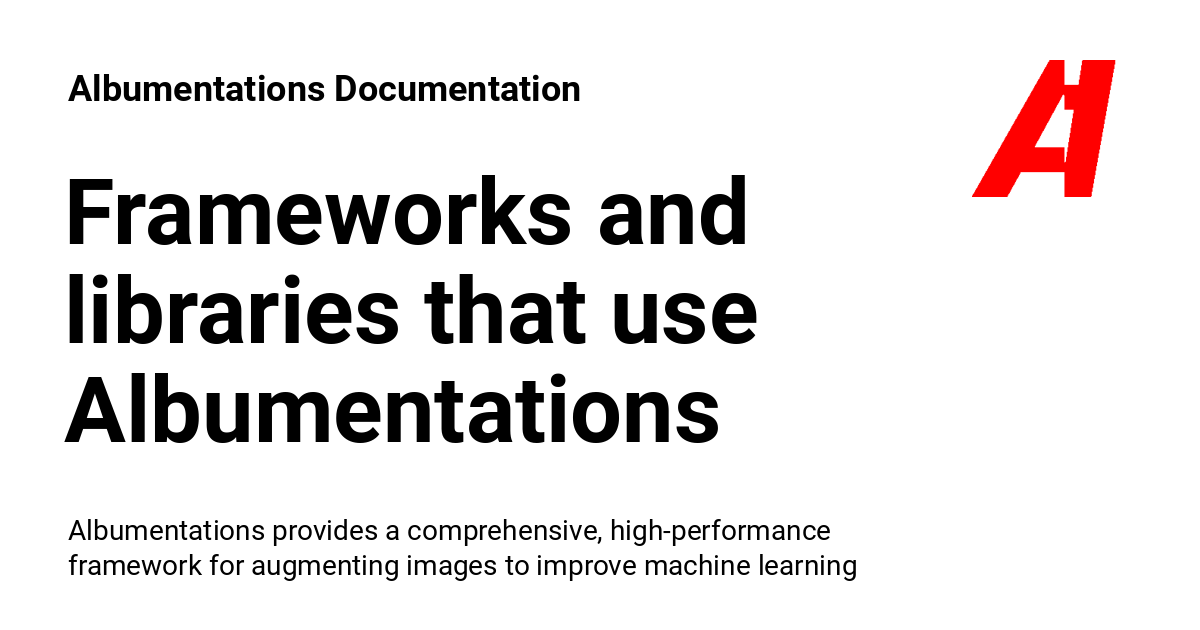 Albumentations Documentation
Frameworks and
libraries that use
Albumentations
Albumentations provides a comprehensive, high-performance
framework for augmenting images to improve machine learning